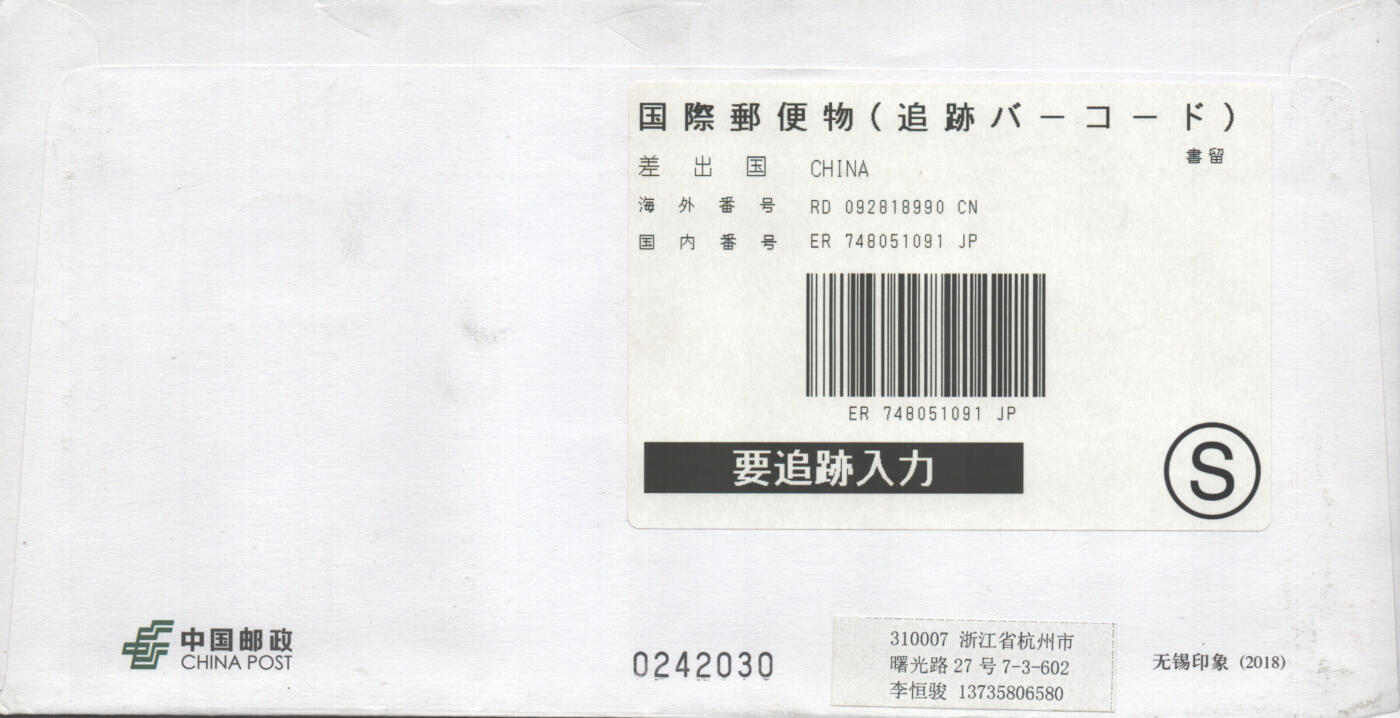 国際郵便物(追跡バーコード)
書留
差出国 CHINA
海外番号 RD 092818990 CN
国内番号 ER 748051091 JP
ER 748051091 JP
要追跡入力
S
中国邮政
CHINA POST
0242030
310007 浙江省杭州市
曙光路 27 号 7-3-602
李恒骏 13735806580
无锡印象 (2018)